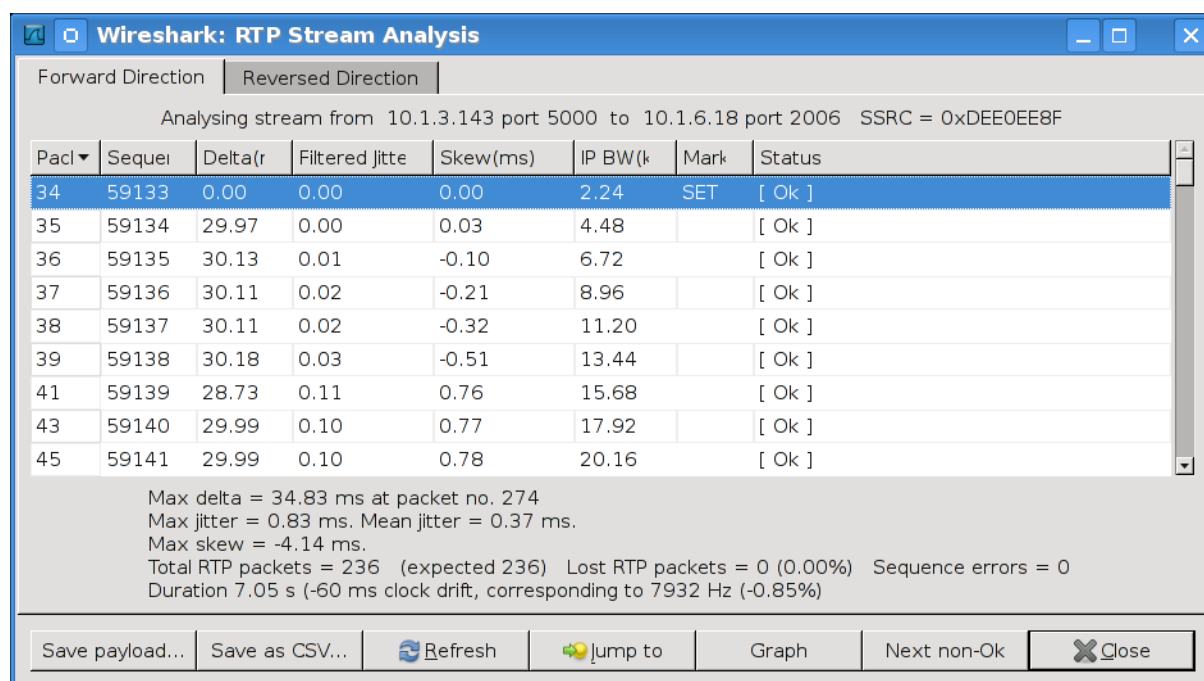 Wireshark: RTP Stream Analysis
Forward Direction Reversed Direction
Analysing stream from 10.1.3.143 port 5000 to 10.1.6.18 port 2006 SSRC = 0xDEE0EE8F
Pacl Sequei Delta(r Filtered Jitte Skew(ms) IP BW(k Mark Status
34 59133 0.00 0.00 0.00 2.24 SET [ Ok ]
35 59134 29.97 0.00 0.03 4.48 [ Ok ]
36 59135 30.13 0.01 -0.10 6.72 [ Ok ]
37 59136 30.11 0.02 -0.21 8.96 [ Ok ]
38 59137 30.11 0.02 -0.32 11.20 [ Ok ]
39 59138 30.18 0.03 -0.51 13.44 [ Ok ]
41 59139 28.73 0.11 0.76 15.68 [ Ok ]
43 59140 29.99 0.10 0.77 17.92 [ Ok ]
45 59141 29.99 0.10 0.78 20.16 [ Ok ]
Max delta = 34.83 ms at packet no. 274
Max jitter = 0.83 ms. Mean jitter = 0.37 ms.
Max skew = -4.14 ms.
Total RTP packets = 236 (expected 236) Lost RTP packets = 0 (0.00%) Sequence errors = 0
Duration 7.05 s (-60 ms clock drift, corresponding to 7932 Hz (-0.85%)
Save payload... Save as CSV... Refresh Jump to Graph Next non-Ok Close